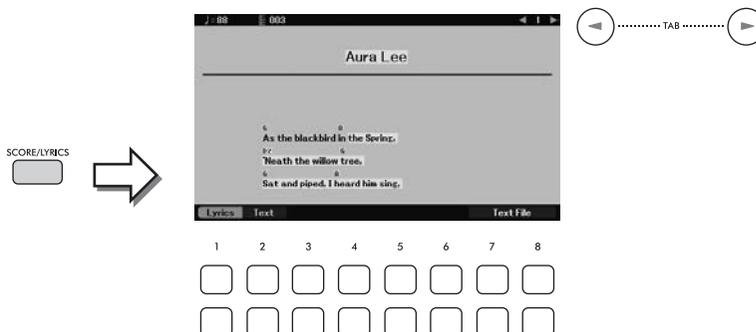 ♩= 88 003 1
TAB
Aura Lee
SCORE/LYRICS
G A
As the blackbird in the Spring,
D7 G
'Neath the willow tree,
G A
Sat and piped, I heard him sing,
Lyrics Text Text File
1 2 3 4 5 6 7 8